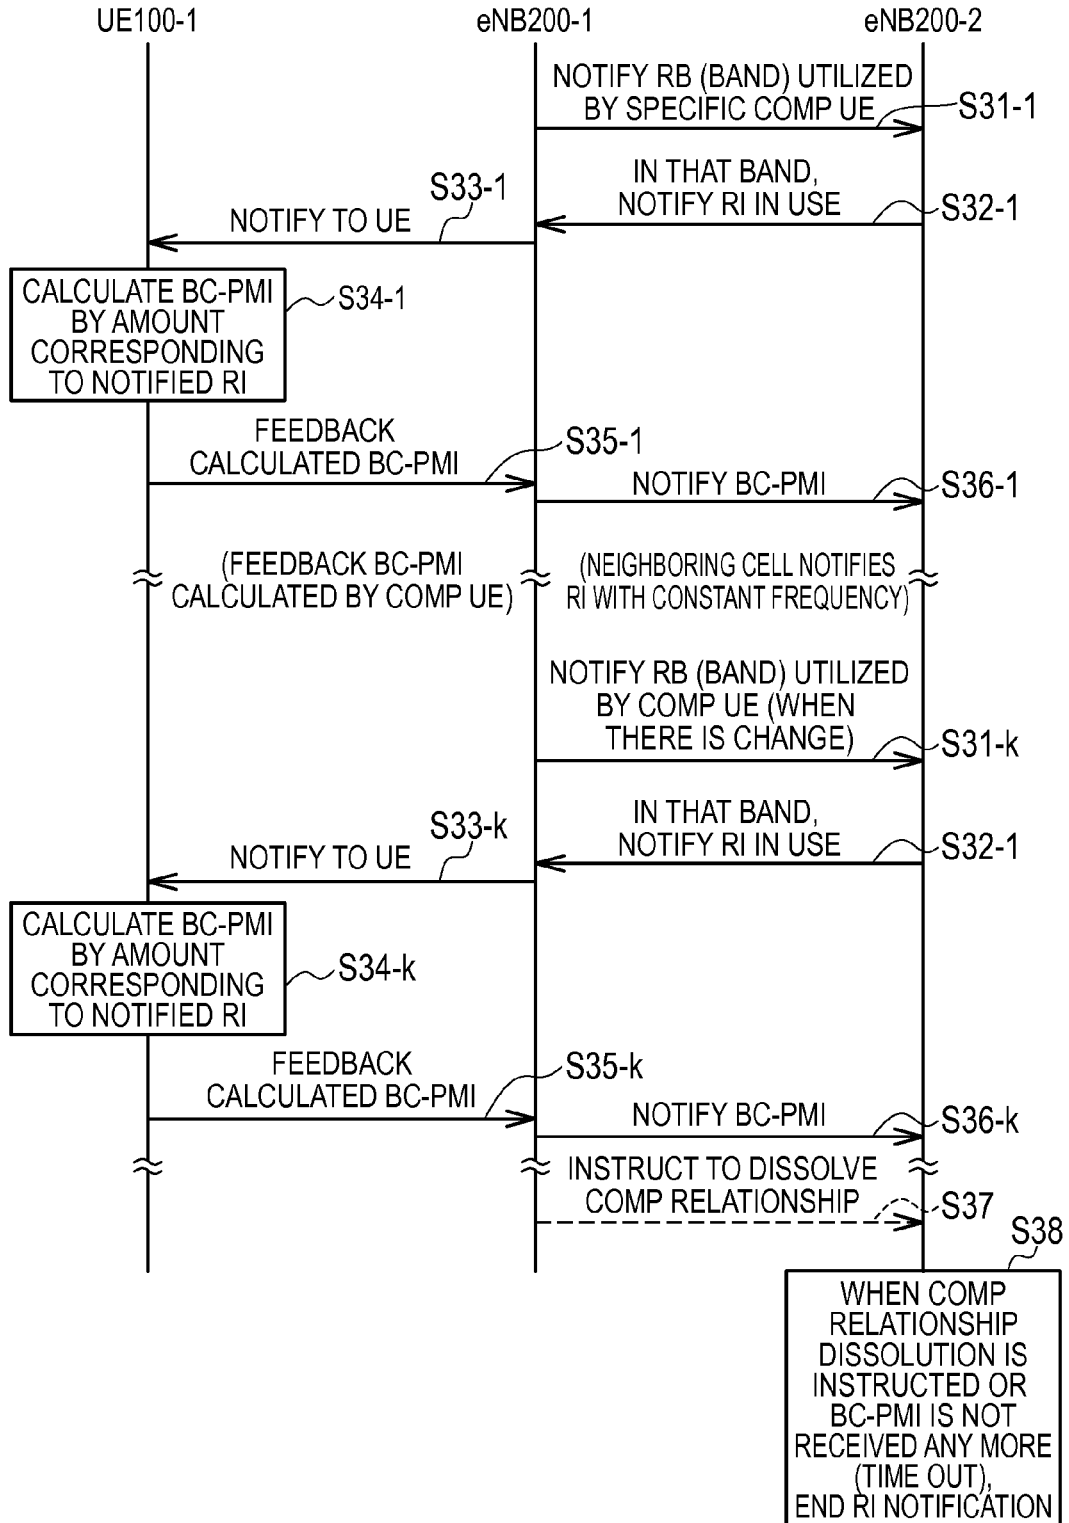 UE100-1
eNB200-1
eNB200-2
NOTIFY RB (BAND) UTILIZED
BY SPECIFIC COMP UE
S31-1
IN THAT BAND,
NOTIFY RI IN USE
S32-1
S33-1
NOTIFY TO UE
CALCULATE BC-PMI
BY AMOUNT
CORRESPONDING
TO NOTIFIED RI
S34-1
FEEDBACK
CALCULATED BC-PMI
S35-1
NOTIFY BC-PMI
S36-1
(FEEDBACK BC-PMI
CALCULATED BY COMP UE)
(NEIGHBORING CELL NOTIFIES
RI WITH CONSTANT FREQUENCY)
NOTIFY RB (BAND) UTILIZED
BY COMP UE (WHEN
THERE IS CHANGE)
S31-k
IN THAT BAND,
NOTIFY RI IN USE
S32-1
S33-k
NOTIFY TO UE
CALCULATE BC-PMI
BY AMOUNT
CORRESPONDING
TO NOTIFIED RI
S34-k
FEEDBACK
CALCULATED BC-PMI
S35-k
NOTIFY BC-PMI
S36-k
INSTRUCT TO DISSOLVE
COMP RELATIONSHIP
S37
S38
WHEN COMP
RELATIONSHIP
DISSOLUTION IS
INSTRUCTED OR
BC-PMI IS NOT
RECEIVED ANY MORE
(TIME OUT),
END RI NOTIFICATION